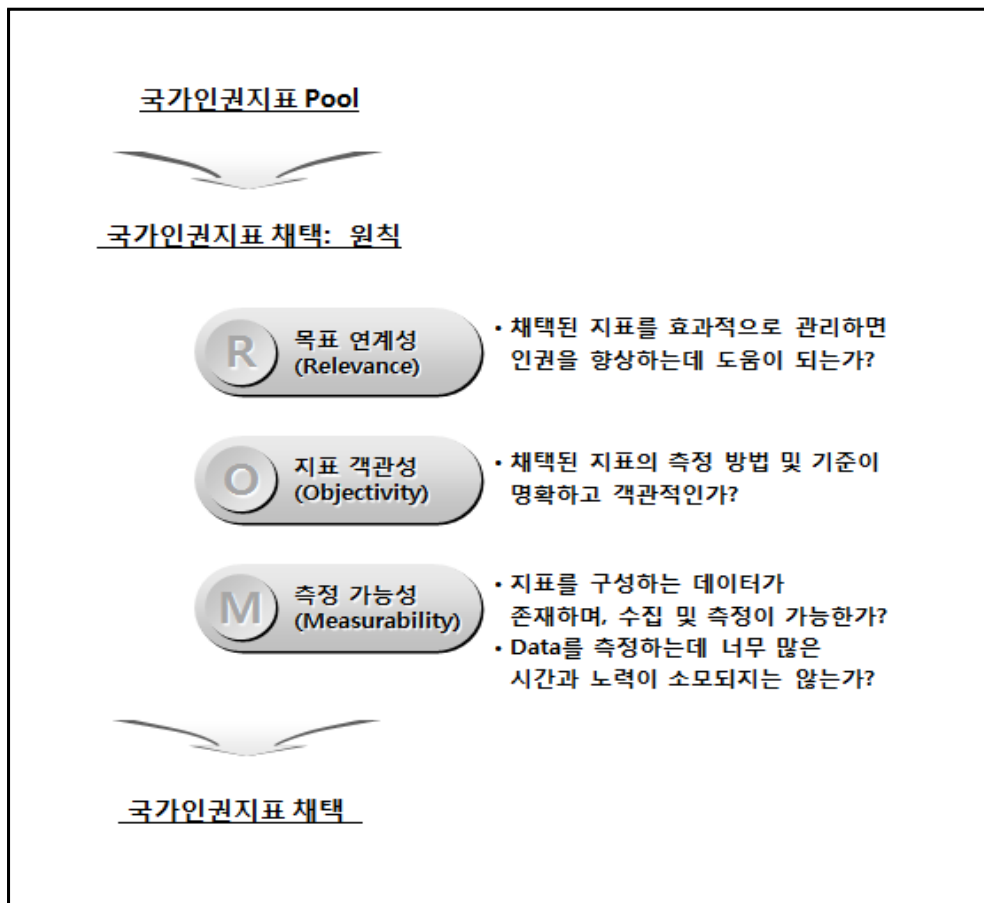 국가인권지표 Pool
국가인권지표 채택: 원칙
R
목표 연계성
(Relevance)
• 채택된 지표를 효과적으로 관리하면
인권을 향상하는데 도움이 되는가?
O
지표 객관성
(Objectivity)
• 채택된 지표의 측정 방법 및 기준이
명확하고 객관적인가?
M
측정 가능성
(Measurability)
• 지표를 구성하는 데이터가
존재하며, 수집 및 측정이 가능한가?
• Data를 측정하는데 너무 많은
시간과 노력이 소모되지는 않는가?
국가인권지표 채택